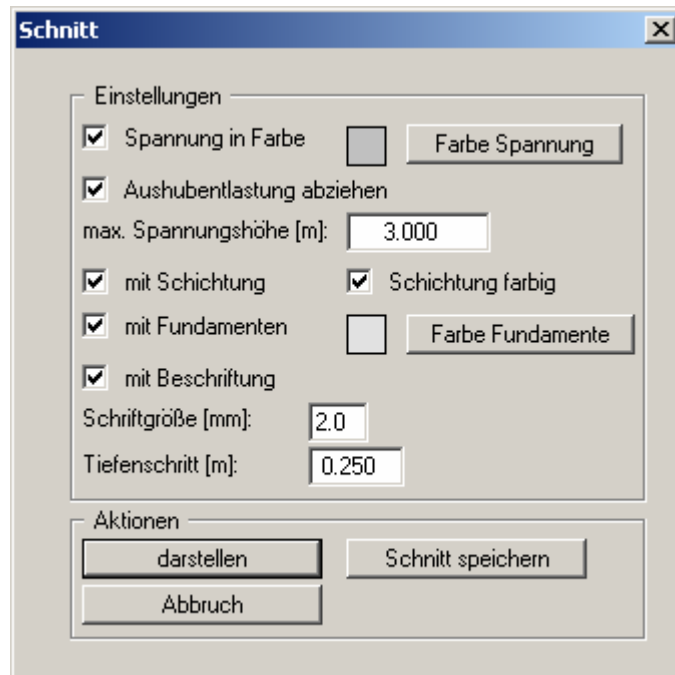 Schnitt
Einstellungen
Spannung in Farbe Farbe Spannung
Aushubentlastung abziehen
max. Spannungshöhe [m]: 3.000
mit Schichtung Schichtung farbig
mit Fundamenten Farbe Fundamente
mit Beschriftung
Schriftgröße [mm]: 2.0
Tiefenschritt [m]: 0.250
Aktionen
darstellen Schnitt speichern
Abbruch